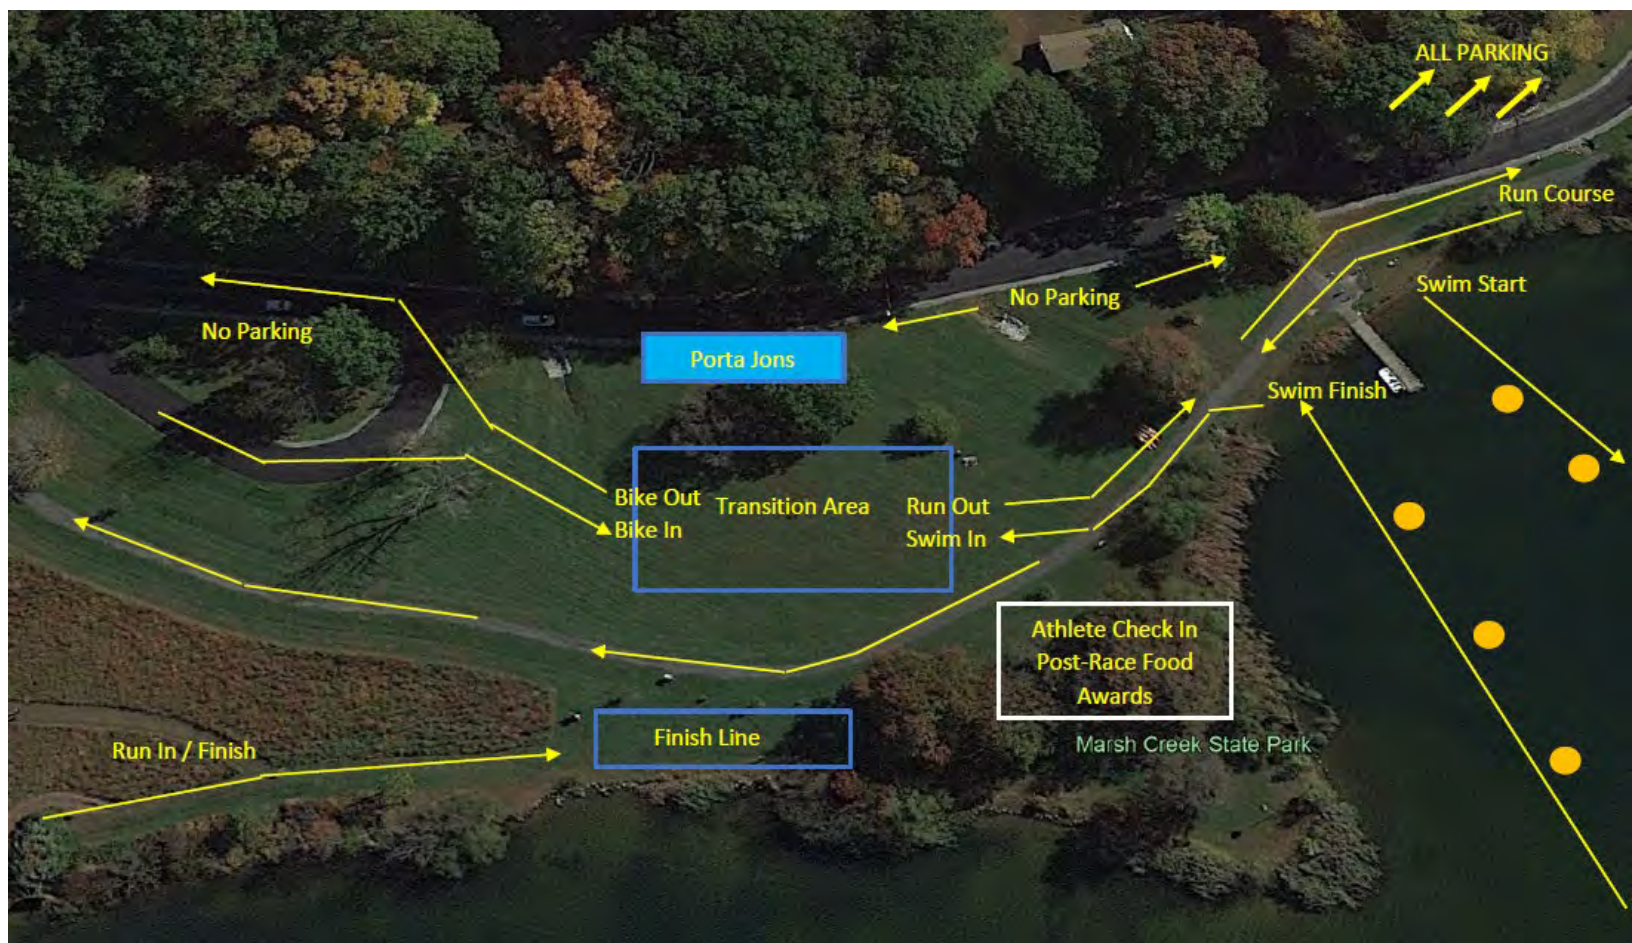 ALL PARKING
Run Course
Swim Start
No Parking
No Parking
Porta Jons
Swim Finish
Bike Out
Bike In
Transition Area
Run Out
Swim In
Athlete Check In
Post-Race Food
Awards
Marsh Creek State Park
Finish Line
Run In / Finish